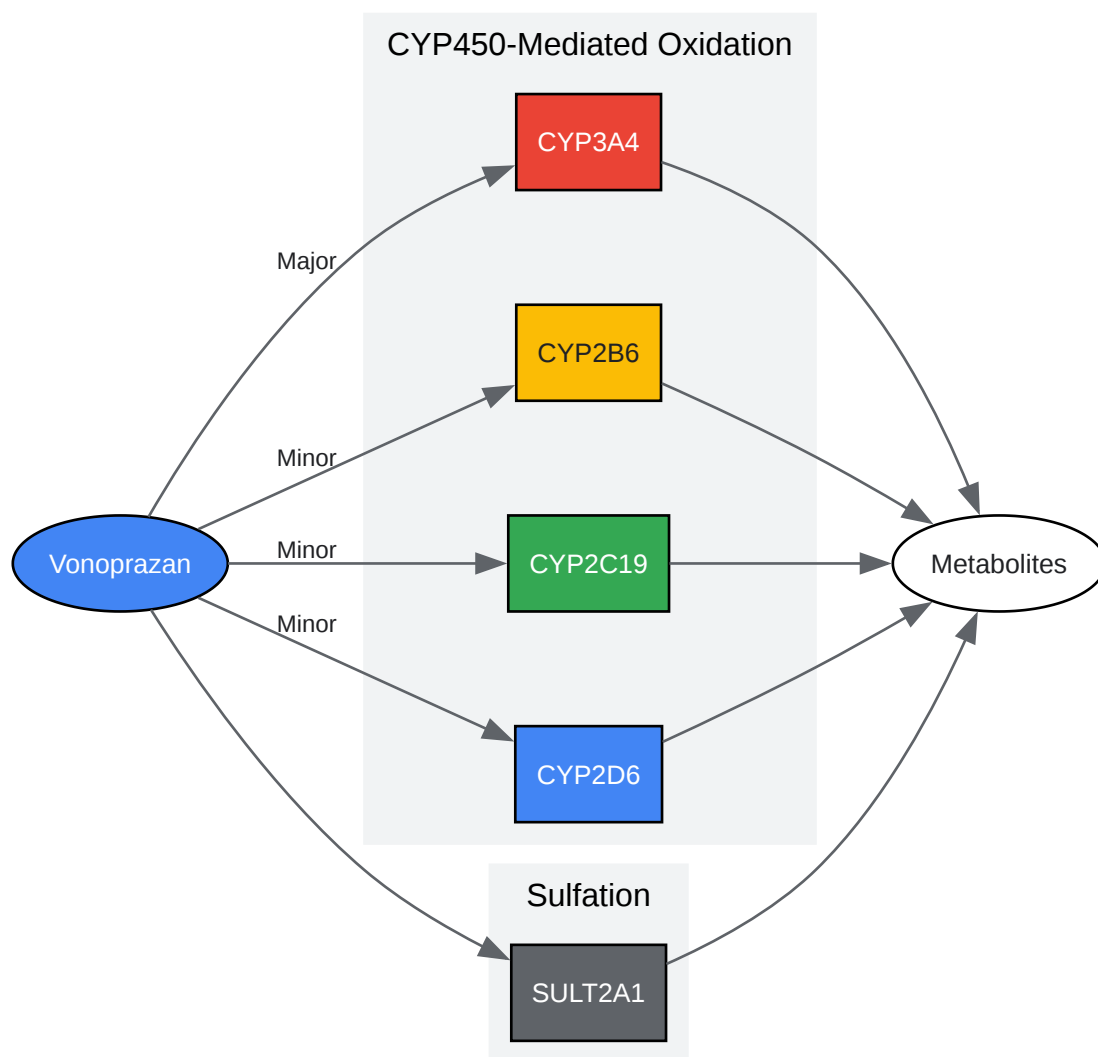 CYP450-Mediated Oxidation
CYP3A4
Major
CYP2B6
Minor
Minor
Vonoprazan
CYP2C19
Metabolites
Minor
CYP2D6
Sulfation
SULT2A1